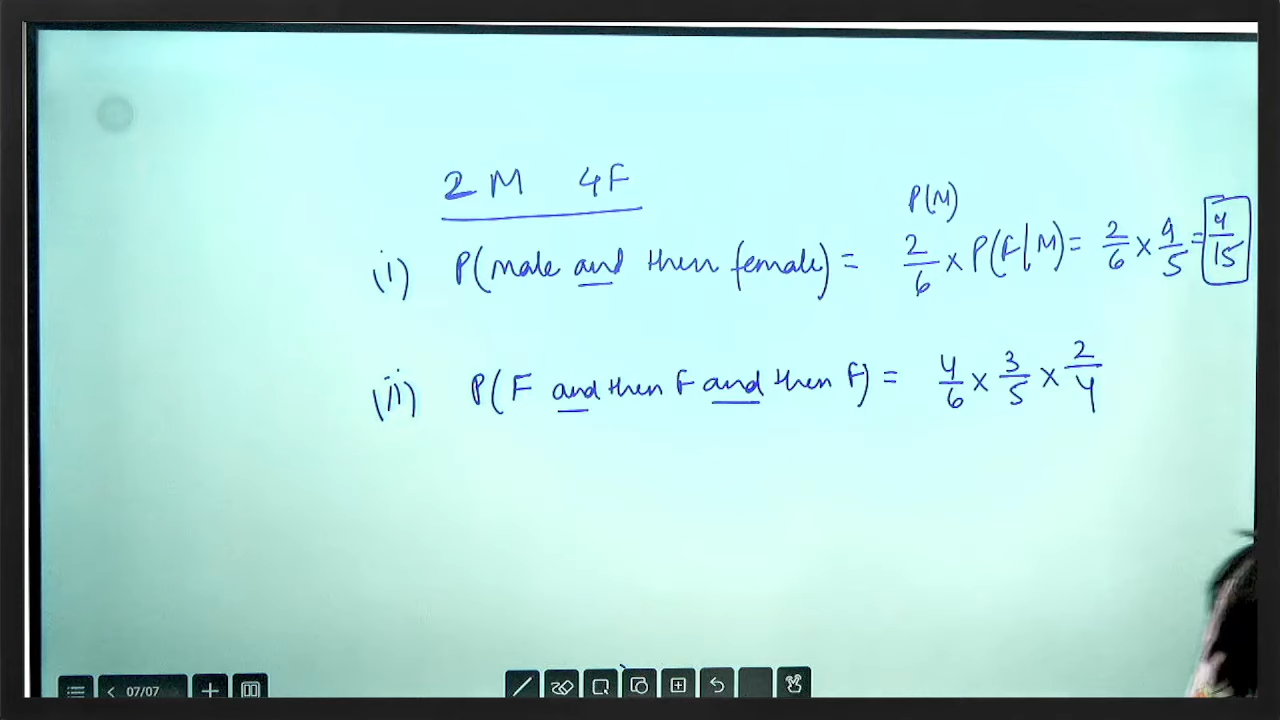 2 M 4F
P(M)
(i) P(male and then female) = 2/6 × P(F|M) = 2/6 × 4/5 = 4/15
(ii) P(F and then F and then F) = 4/6 × 3/5 × 2/4
07/07